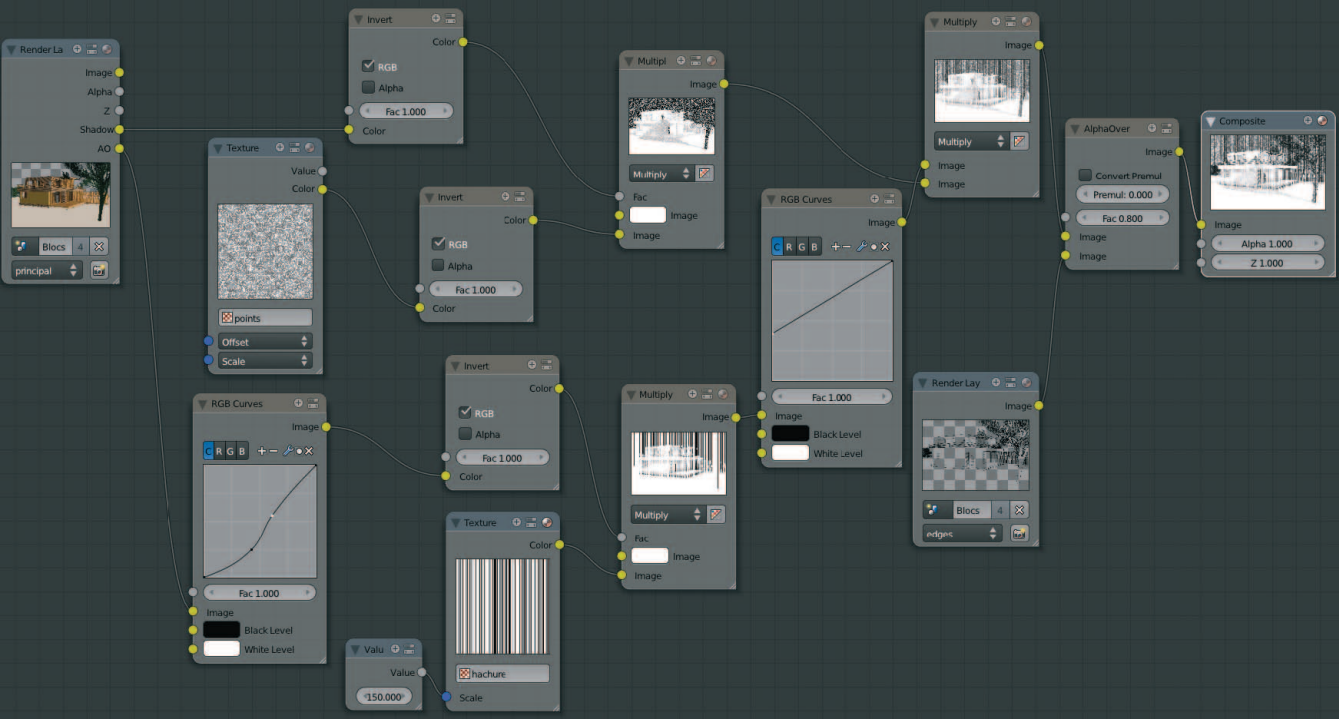 Render La
Image
Alpha
Z
Shadow
AO
Blocs
4
principal
Invert
Color
RGB
Alpha
Fac 1.000
Color
Texture
Value
Color
points
Offset
Scale
Invert
Color
RGB
Alpha
Fac 1.000
Color
RGB Curves
Image
C R G B
Fac 1.000
Image
Black Level
White Level
Invert
Color
RGB
Alpha
Fac 1.000
Color
Valu
Value
150.000
Texture
Color
hachure
Scale
Multipl
Image
Multiply
Fac
Image
Image
Multiply
Image
Multiply
Fac
Image
Image
RGB Curves
Image
C R G B
Fac 1.000
Image
Black Level
White Level
Multiply
Image
Multiply
Image
Image
Render Lay
Image
Blocs
4
edges
AlphaOver
Image
Convert Premul
Premul: 0.000
Fac 0.800
Image
Image
Composite
Image
Alpha 1.000
Z 1.000